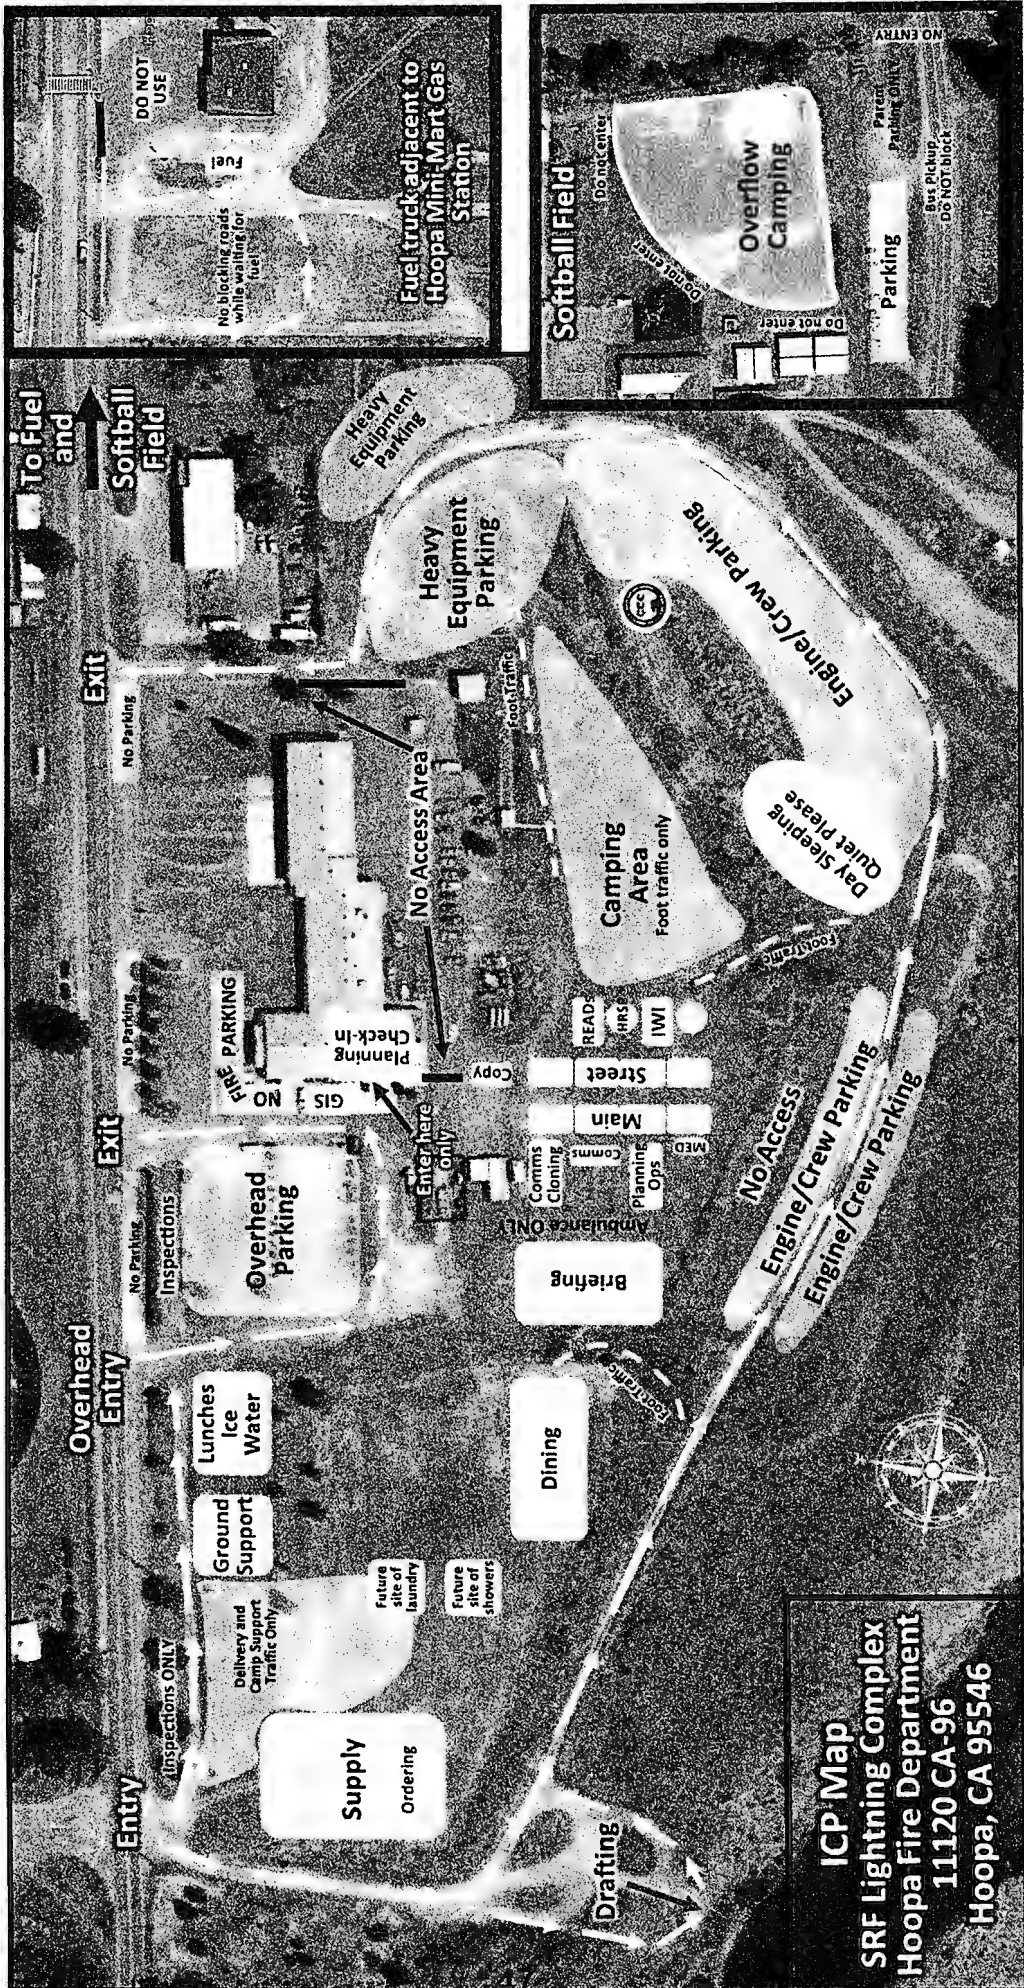 To Fuel
and
Softball
Field
DO NOT
USE
Fuel
No blocking roads
while waiting for
fuel
Fuel truck adjacent to
Hoopa Mini-Mart Gas
Station
Softball Field
Do not enter
Do not enter
Do not enter
Overflow
Camping
Parking
Parent
Parking ONLY
NO ENTRY
Bus Pickup
Do NOT block
Entry
Overhead
Entry
Exit
Exit
Inspections ONLY
No Parking
Inspections
No Parking
No Parking
Delivery and
Camp Support
Traffic Only
Ground
Support
Lunches
Ice
Water
Overhead
Parking
FIRE PARKING
NO
GIS
Planning
Check-In
Enter here
only
No Access Area
Supply
Ordering
Future
site of
laundry
Future
site of
showers
Dining
Foot Traffic
Briefing
Ambulance ONLY
Comms
Cloning
Comms
Planning
Ops
MED
Main
Street
Copy
READS
HRSP
IWI
Camping
Area
Foot traffic only
Foot Traffic
Foot Traffic
Heavy
Equipment
Parking
Heavy
Equipment
Parking
Engine/Crew Parking
CCC
Day Sleeping
Quiet Please
No Access
Engine/Crew Parking
Engine/Crew Parking
Drafting
ICP Map
SRF Lightning Complex
Hoopa Fire Department
11120 CA-96
Hoopa, CA 95546